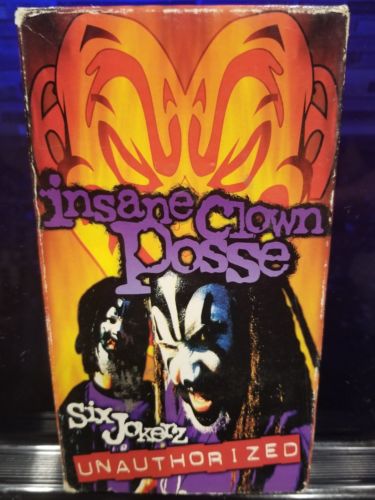 insane Clown
Posse
Six Jokerz
UNAUTHORIZED